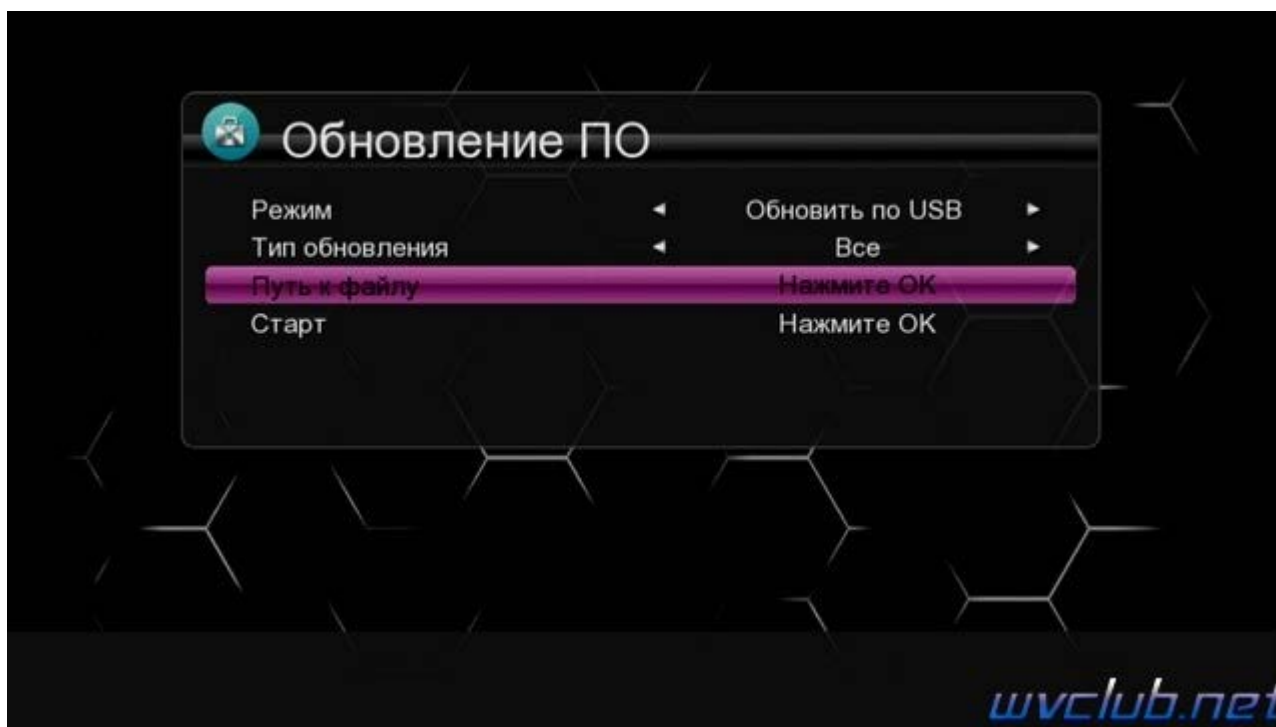 Обновление ПО
Режим ◄ Обновить по USB ►
Тип обновления ◄ Все ►
Путь к файлу Нажмите OK
Старт Нажмите OK
wvclub.net